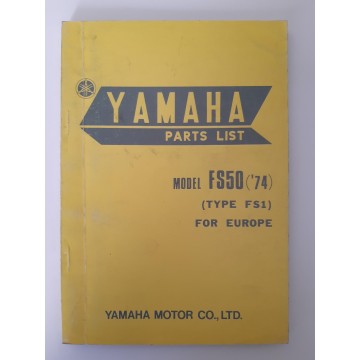 YAMAHA
PARTS LIST
MODEL FS50 ('74)
(TYPE FS1)
FOR EUROPE
YAMAHA MOTOR CO., LTD.